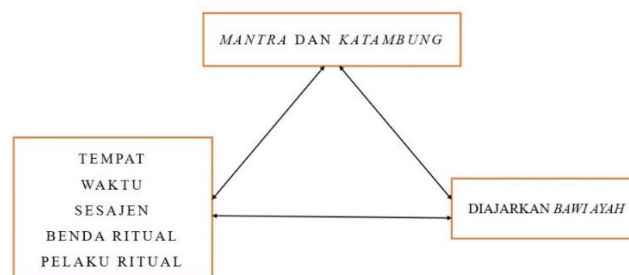 MANTRA DAN KATAMBUNG
TEMPAT
WAKTU
SESAJEN
BENDA RITUAL
PELAKU RITUAL
DIAJARKAN BAWI AYAH